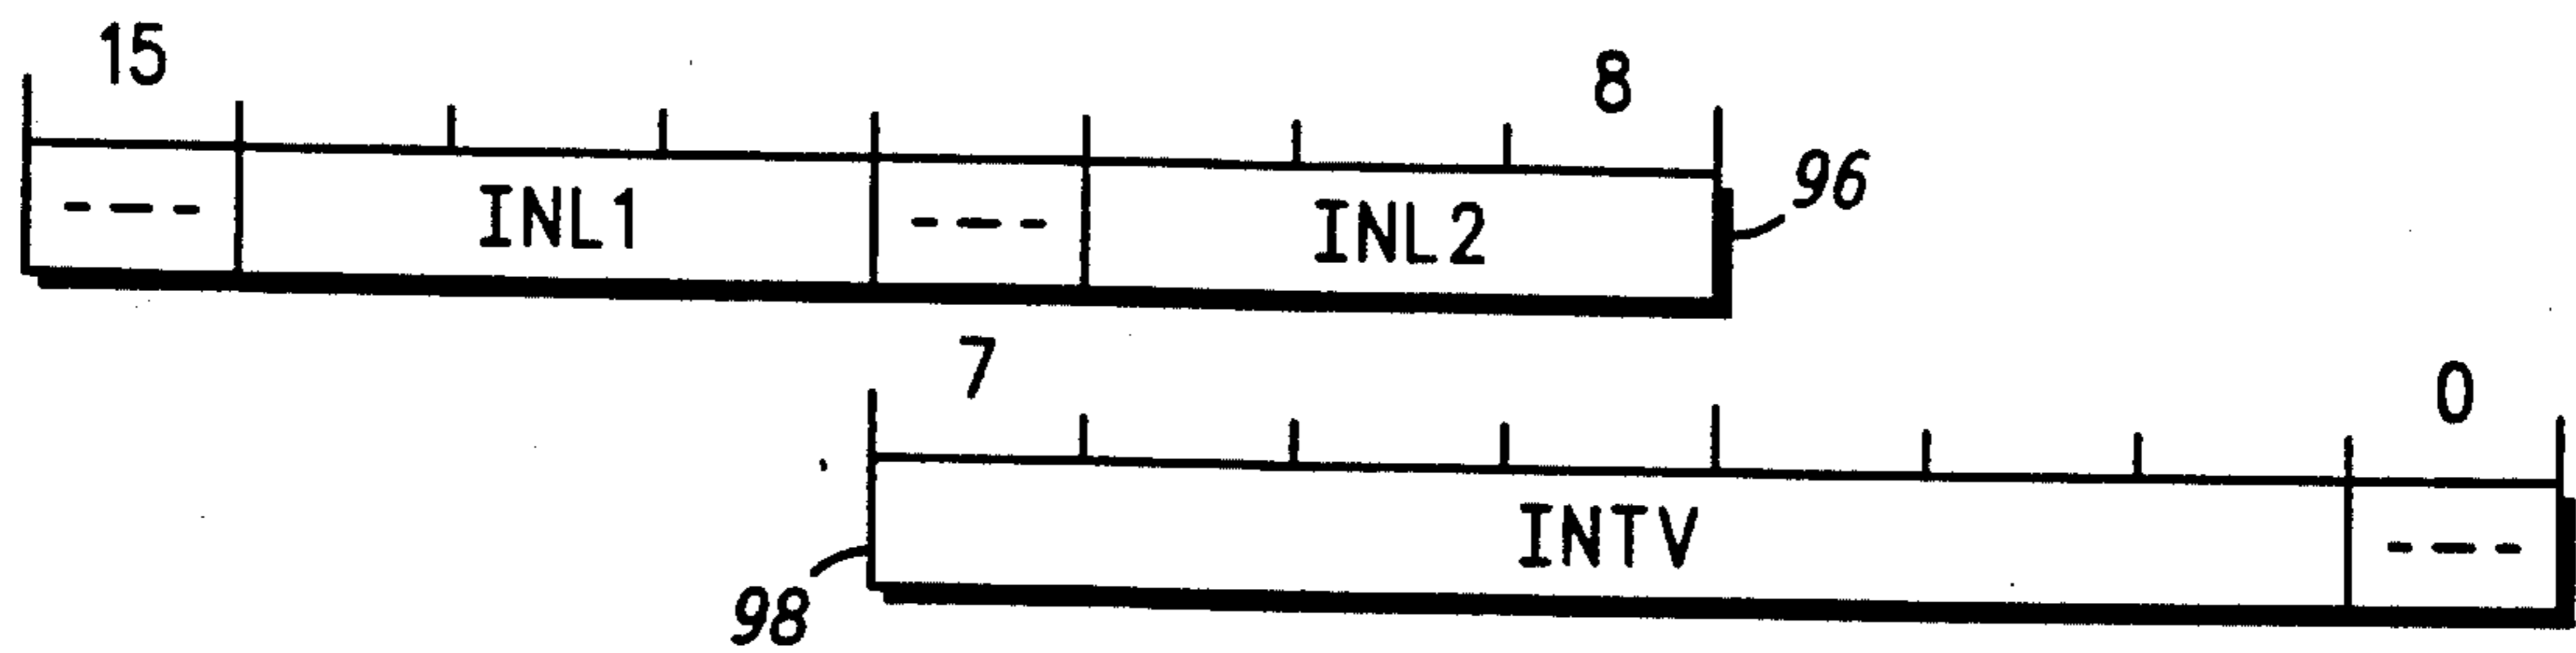 15 8
--- INL1 --- INL2 96
7 0
INTV ---
98